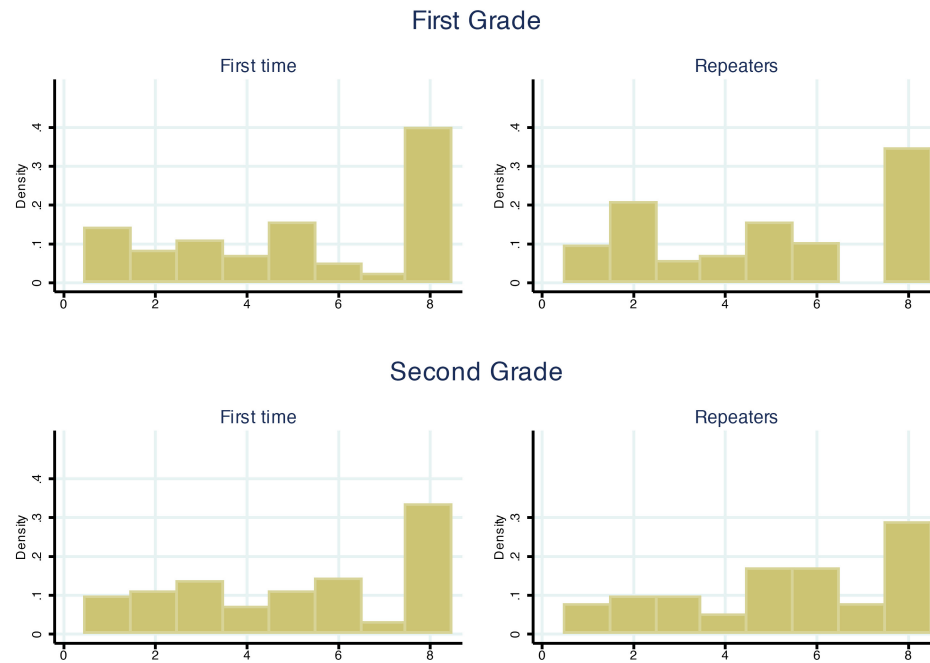 First Grade
First time
Repeaters
Density
.4
.3
.2
.1
0
0 2 4 6 8
Density
.4
.3
.2
.1
0
0 2 4 6 8
Second Grade
First time
Repeaters
Density
.4
.3
.2
.1
0
0 2 4 6 8
Density
.3
.2
.1
0
0 2 4 6 8